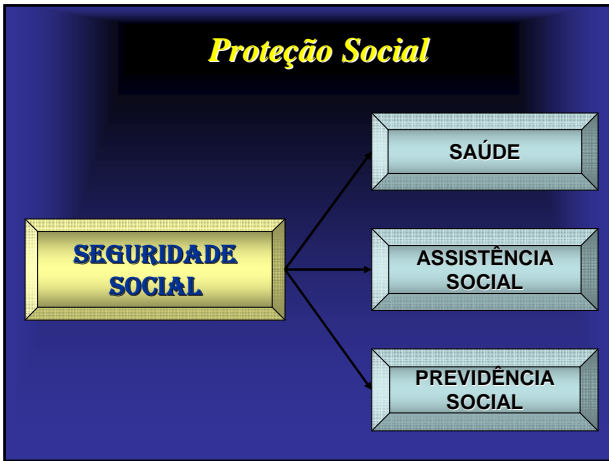 Proteção Social
SAÚDE
SEGURIDADE
SOCIAL
ASSISTÊNCIA
SOCIAL
PREVIDÊNCIA
SOCIAL